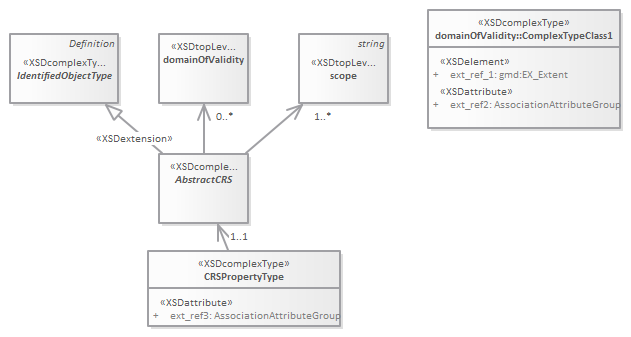 Definition
«XSDcomplexTy...
IdentifiedObjectType
«XSDtopLev...
domainOfValidity
string
«XSDtopLev...
scope
«XSDcomplexType»
domainOfValidity::ComplexTypeClass1
«XSDelement»
+ ext_ref_1: gmd:EX_Extent
«XSDattribute»
+ ext_ref2: AssociationAttributeGroup
«XSDextension»
0..*
1..*
«XSDcomple...
AbstractCRS
1..1
«XSDcomplexType»
CRSPropertyType
«XSDattribute»
+ ext_ref3: AssociationAttributeGroup